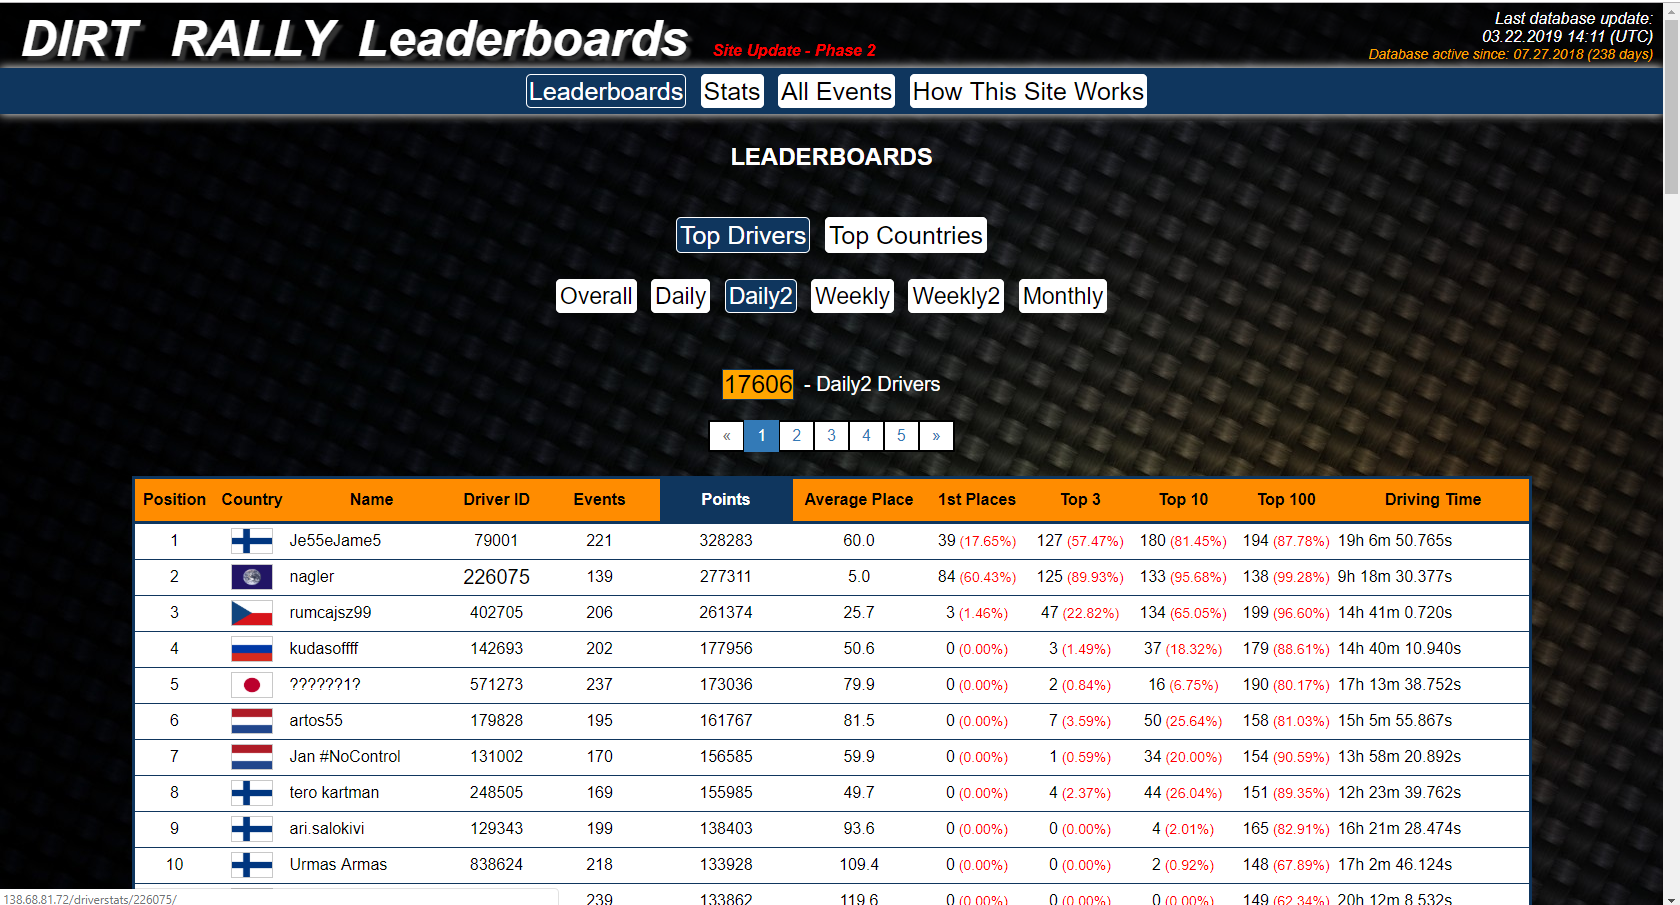 DIRT RALLY Leaderboards Site Update - Phase 2
Last database update:
03.22.2019 14:11 (UTC)
Database active since: 07.27.2018 (238 days)
Leaderboards Stats All Events How This Site Works
LEADERBOARDS
Top Drivers Top Countries
Overall Daily Daily2 Weekly Weekly2 Monthly
17606 - Daily2 Drivers
« 1 2 3 4 5 »
Position Country Name Driver ID Events Points Average Place 1st Places Top 3 Top 10 Top 100 Driving Time
1 Je55eJame5 79001 221 328283 60.0 39 (17.65%) 127 (57.47%) 180 (81.45%) 194 (87.78%) 19h 6m 50.765s
2 nagler 226075 139 277311 5.0 84 (60.43%) 125 (89.93%) 133 (95.68%) 138 (99.28%) 9h 18m 30.377s
3 rumcajsz99 402705 206 261374 25.7 3 (1.46%) 47 (22.82%) 134 (65.05%) 199 (96.60%) 14h 41m 0.720s
4 kudasoffff 142693 202 177956 50.6 0 (0.00%) 3 (1.49%) 37 (18.32%) 179 (88.61%) 14h 40m 10.940s
5 ??????1? 571273 237 173036 79.9 0 (0.00%) 2 (0.84%) 16 (6.75%) 190 (80.17%) 17h 13m 38.752s
6 artos55 179828 195 161767 81.5 0 (0.00%) 7 (3.59%) 50 (25.64%) 158 (81.03%) 15h 5m 55.867s
7 Jan #NoControl 131002 170 156585 59.9 0 (0.00%) 1 (0.59%) 34 (20.00%) 154 (90.59%) 13h 58m 20.892s
8 tero kartman 248505 169 155985 49.7 0 (0.00%) 4 (2.37%) 44 (26.04%) 151 (89.35%) 12h 23m 39.762s
9 ari.salokivi 129343 199 138403 93.6 0 (0.00%) 0 (0.00%) 4 (2.01%) 165 (82.91%) 16h 21m 28.474s
10 Urmas Armas 838624 218 133928 109.4 0 (0.00%) 0 (0.00%) 2 (0.92%) 148 (67.89%) 17h 2m 46.124s
239 133862 119.6 0 (0.00%) 0 (0.00%) 0 (0.00%) 149 (62.34%) 20h 12m 8.532s
138.68.81.72/driverstats/226075/